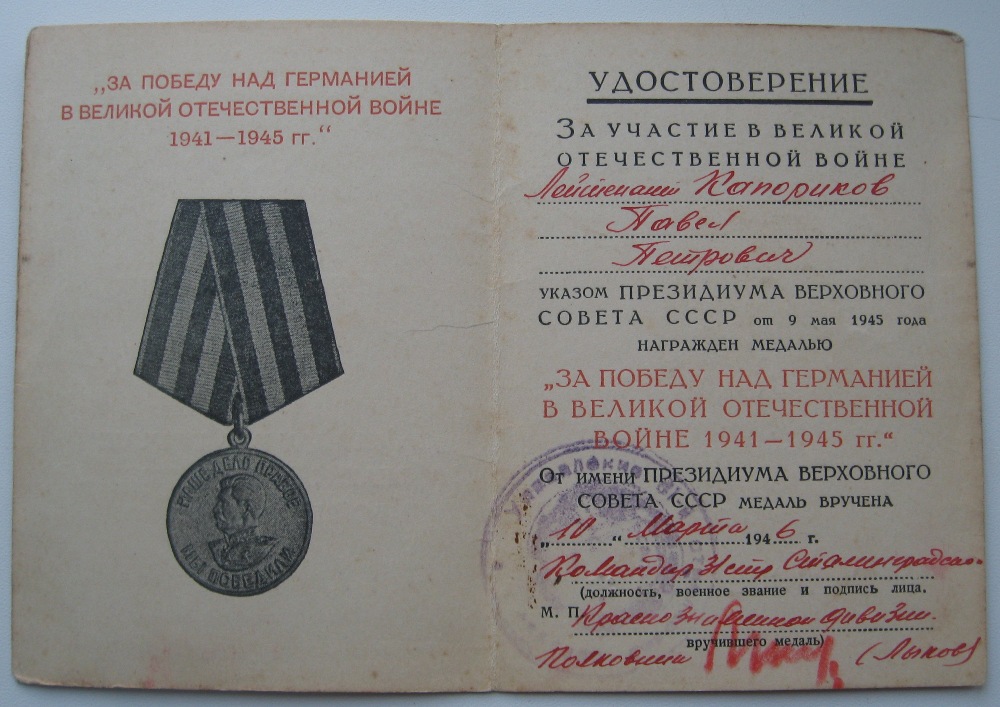 „ЗА ПОБЕДУ НАД ГЕРМАНИЕЙ
В ВЕЛИКОЙ ОТЕЧЕСТВЕННОЙ ВОЙНЕ
1941—1945 гг.“
НАШЕ ДЕЛО ПРАВОЕ
МЫ ПОБЕДИЛИ
УДОСТОВЕРЕНИЕ
ЗА УЧАСТИЕ В ВЕЛИКОЙ
ОТЕЧЕСТВЕННОЙ ВОЙНЕ
Лейтенант Капориков
Павел
Петрович
УКАЗОМ ПРЕЗИДИУМА ВЕРХОВНОГО
СОВЕТА СССР от 9 мая 1945 года
НАГРАЖДЕН МЕДАЛЬЮ
„ЗА ПОБЕДУ НАД ГЕРМАНИЕЙ
В ВЕЛИКОЙ ОТЕЧЕСТВЕННОЙ
ВОЙНЕ 1941—1945 гг.“
От ИМЕНИ ПРЕЗИДИУМА ВЕРХОВНОГО
СОВЕТА СССР МЕДАЛЬ ВРУЧЕНА
„10“ Марта 1946 г.
Командир Сталинградско
(должность, военное звание и подпись лица,
М. П. Краснознаменной дивизии.
вручившего медаль)
Полковник (Лыков)
Управление